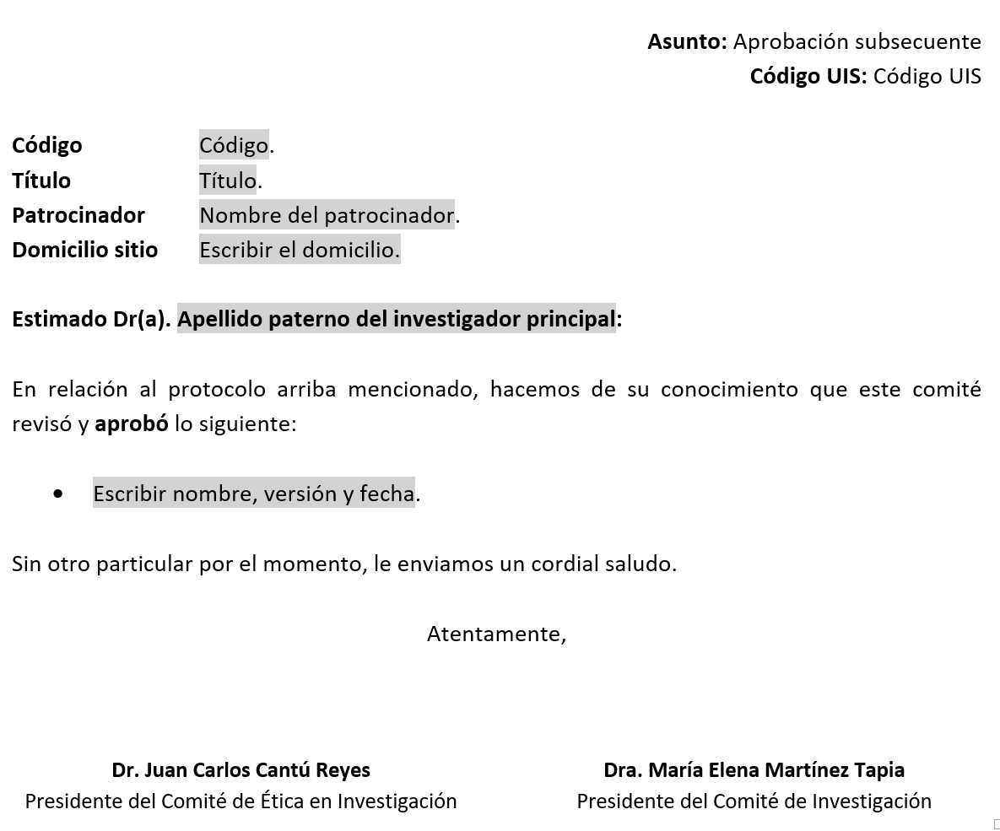 Asunto: Aprobación subsecuente
Código UIS: Código UIS
Código Código.
Título Título.
Patrocinador Nombre del patrocinador.
Domicilio sitio Escribir el domicilio.
Estimado Dr(a). Apellido paterno del investigador principal:
En relación al protocolo arriba mencionado, hacemos de su conocimiento que este comité
revisó y aprobó lo siguiente:
• Escribir nombre, versión y fecha.
Sin otro particular por el momento, le enviamos un cordial saludo.
Atentamente,
Dr. Juan Carlos Cantú Reyes Dra. María Elena Martínez Tapia
Presidente del Comité de Ética en Investigación Presidente del Comité de Investigación